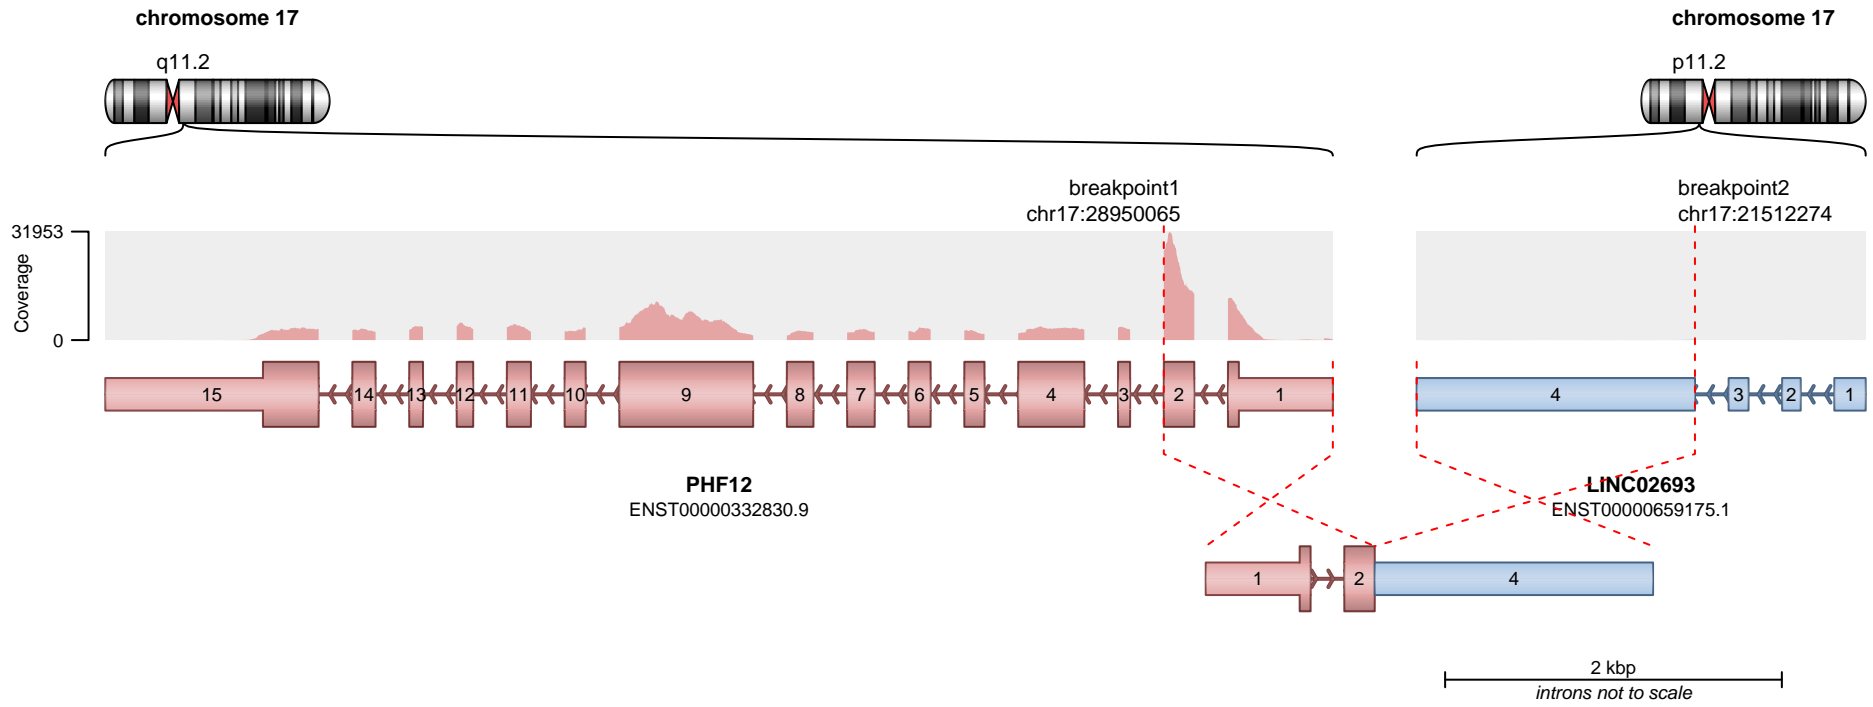 chromosome 17
chromosome 17
q11.2
p11.2
breakpoint1
chr17:28950065
breakpoint2
chr17:21512274
31953
Coverage
0
15 14 13 12 11 10 9 8 7 6 5 4 3 2 1
4 3 2 1
PHF12
ENST00000332830.9
LINC02693
ENST00000659175.1
1 2 4
2 kbp
introns not to scale